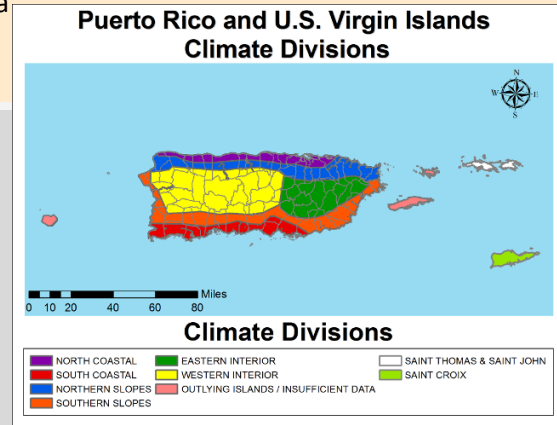 a
Puerto Rico and U.S. Virgin Islands
Climate Divisions
N
W E
S
Miles
0 10 20 40 60 80
Climate Divisions
NORTH COASTAL EASTERN INTERIOR SAINT THOMAS & SAINT JOHN
SOUTH COASTAL WESTERN INTERIOR SAINT CROIX
NORTHERN SLOPES OUTLYING ISLANDS / INSUFFICIENT DATA
SOUTHERN SLOPES